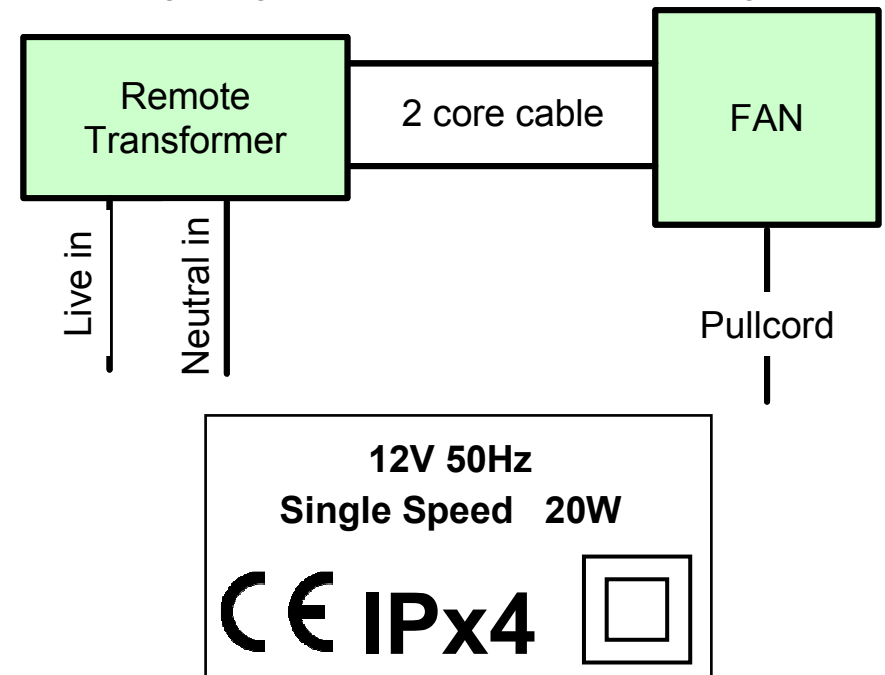 Remote
Transformer
2 core cable
FAN
Live in
Neutral in
Pullcord
12V 50Hz
Single Speed 20W
CE IPx4